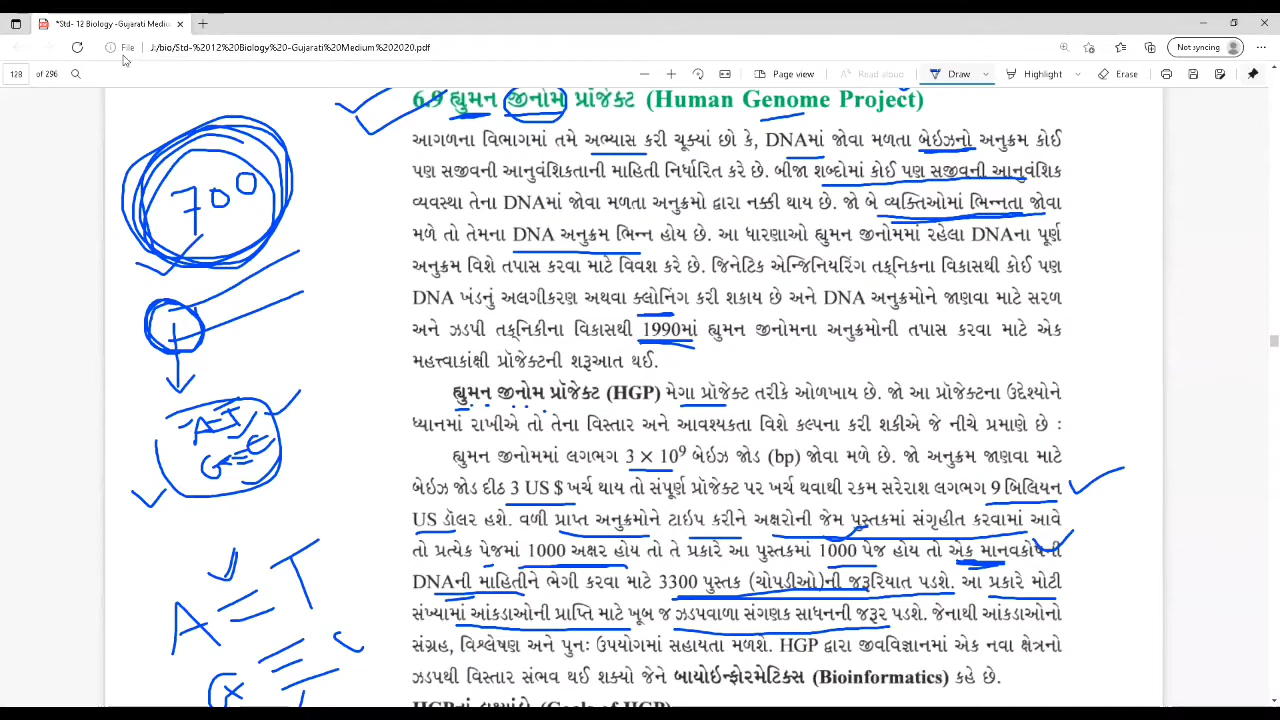 *Std- 12 Biology -Gujarati Mediu
File
J:/bio/Std-%2012%20Biology%20-Gujarati%20Medium%202020.pdf
Not syncing
128 of 296
Page view
Read aloud
Draw
Highlight
Erase
6.9 હ્યુમન જીનોમ પ્રૉજેક્ટ (Human Genome Project)
આગળના વિભાગમાં તમે અભ્યાસ કરી ચૂક્યાં છો કે, DNAમાં જોવા મળતા બેઇઝનો અનુક્રમ કોઈ
પણ સજીવની આનુવંશિકતાની માહિતી નિર્ધારિત કરે છે. બીજા શબ્દોમાં કોઈ પણ સજીવની આનુવંશિક
વ્યવસ્થા તેના DNAમાં જોવા મળતા અનુક્રમો દ્વારા નક્કી થાય છે. જો બે વ્યક્તિઓમાં ભિન્નતા જોવા
મળે તો તેમના DNA અનુક્રમ ભિન્ન હોય છે. આ ધારણાઓ હ્યુમન જીનોમમાં રહેલા DNAના પૂર્ણ
અનુક્રમ વિશે તપાસ કરવા માટે વિવશ કરે છે. જિનેટિક એન્જિનિયરિંગ તક્નિકના વિકાસથી કોઈ પણ
DNA ખંડનું અલગીકરણ અથવા ક્લોનિંગ કરી શકાય છે અને DNA અનુક્રમોને જાણવા માટે સરળ
અને ઝડપી તક્નિકીના વિકાસથી 1990માં હ્યુમન જીનોમના અનુક્રમોની તપાસ કરવા માટે એક
મહત્ત્વાકાંક્ષી પ્રૉજેક્ટની શરૂઆત થઈ.
હ્યુમન જીનોમ પ્રૉજેક્ટ (HGP) મેગા પ્રૉજેક્ટ તરીકે ઓળખાય છે. જો આ પ્રૉજેક્ટના ઉદ્દેશ્યોને
ધ્યાનમાં રાખીએ તો તેના વિસ્તાર અને આવશ્યકતા વિશે કલ્પના કરી શકીએ જે નીચે પ્રમાણે છે :
હ્યુમન જીનોમમાં લગભગ 3 × 10⁹ બેઇઝ જોડ (bp) જોવા મળે છે. જો અનુક્રમ જાણવા માટે
બેઇઝ જોડ દીઠ 3 US $ ખર્ચ થાય તો સંપૂર્ણ પ્રૉજેક્ટ પર ખર્ચ થવાથી રકમ સરેરાશ લગભગ 9 બિલિયન
US ડૉલર હશે. વળી પ્રાપ્ત અનુક્રમોને ટાઇપ કરીને અક્ષરોની જેમ પુસ્તકમાં સંગૃહીત કરવામાં આવે
તો પ્રત્યેક પેજમાં 1000 અક્ષર હોય તો તે પ્રકારે આ પુસ્તકમાં 1000 પેજ હોય તો એક માનવકોષની
DNAની માહિતીને ભેગી કરવા માટે 3300 પુસ્તક (ચોપડીઓ)ની જરૂરિયાત પડશે. આ પ્રકારે મોટી
સંખ્યામાં આંકડાઓની પ્રાપ્તિ માટે ખૂબ જ ઝડપવાળા સંગણક સાધનની જરૂર પડશે. જેનાથી આંકડાઓનો
સંગ્રહ, વિશ્લેષણ અને પુનઃ ઉપયોગમાં સહાયતા મળશે. HGP દ્વારા જીવવિજ્ઞાનમાં એક નવા ક્ષેત્રનો
ઝડપથી વિસ્તાર સંભવ થઈ શક્યો જેને બાયોઇન્ફોરમેટિક્સ (Bioinformatics) કહે છે.
HGPનાં લક્ષ્યાંકો (Goals of HGP)
700
A=T
G≡C
A = T
G ≡ C